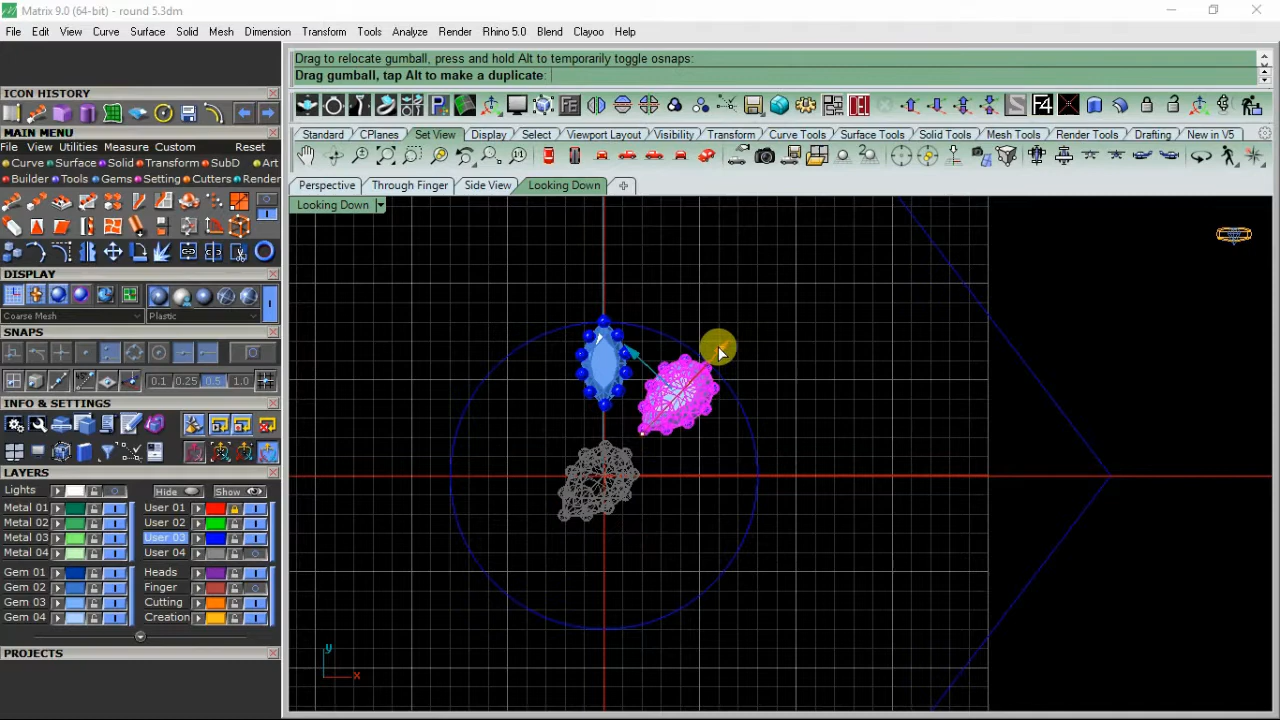 Matrix 9.0 (64-bit) - round 5.3dm
File Edit View Curve Surface Solid Mesh Dimension Transform Tools Analyze Render Rhino 5.0 Blend Clayoo Help
Drag to relocate gumball, press and hold Alt to temporarily toggle osnaps:
Drag gumball, tap Alt to make a duplicate:
ICON HISTORY
MAIN MENU
File View Utilities Measure Custom Reset
Curve Surface Solid Transform SubD Art
Builder Tools Gems Setting Cutters Render
Standard CPlanes Set View Display Select Viewport Layout Visibility Transform Curve Tools Surface Tools Solid Tools Mesh Tools Render Tools Drafting New in V5
Perspective Through Finger Side View Looking Down
Looking Down
DISPLAY
Coarse Mesh Plastic
SNAPS
0.1 0.25 0.5 1.0
INFO & SETTINGS
LAYERS
Lights Hide Show
Metal 01 User 01
Metal 02 User 02
Metal 03 User 03
Metal 04 User 04
Gem 01 Heads
Gem 02 Finger
Gem 03 Cutting
Gem 04 Creation
PROJECTS
F4
y
x